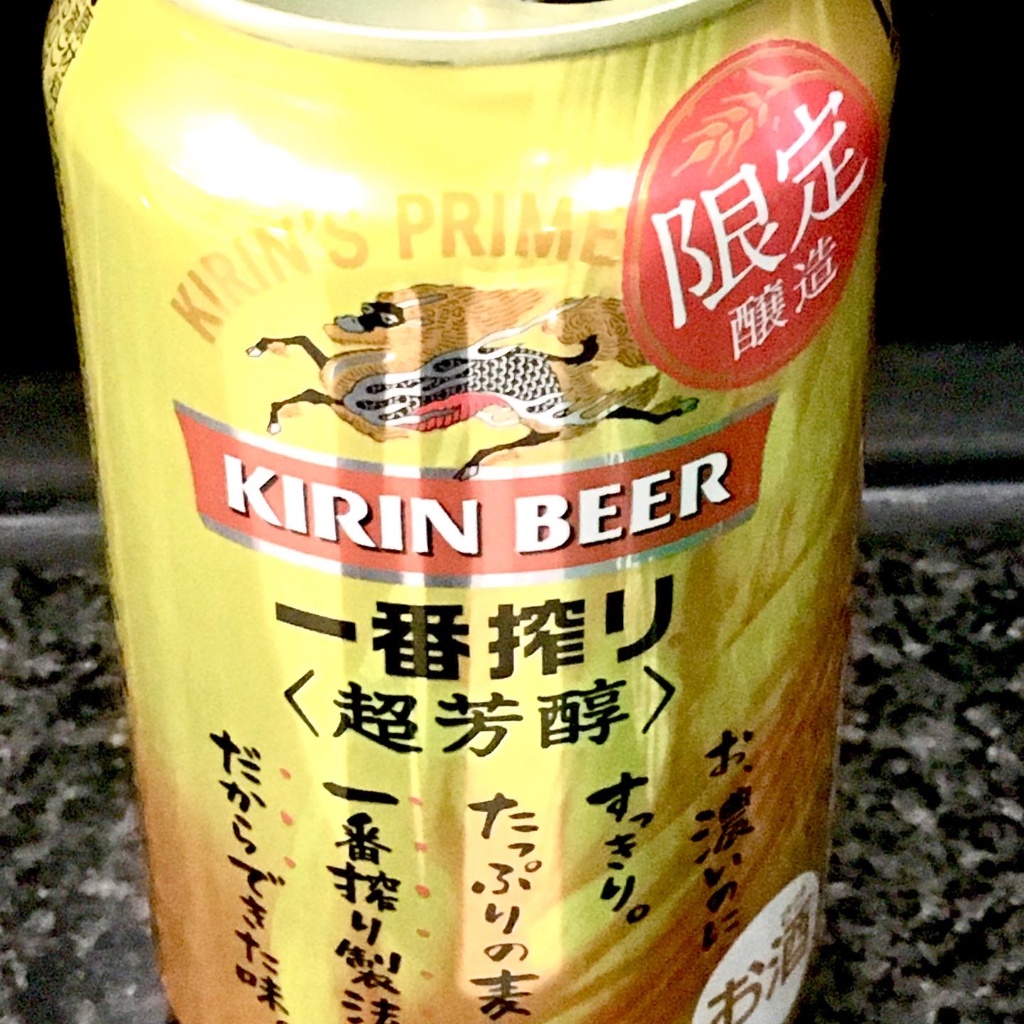 KIRIN'S PRIME
限定
醸造
KIRIN BEER
一番搾り
〈超芳醇〉
お、濃いのに
すっきり。
たっぷりの麦
一番搾り製法
だからできた味
お酒